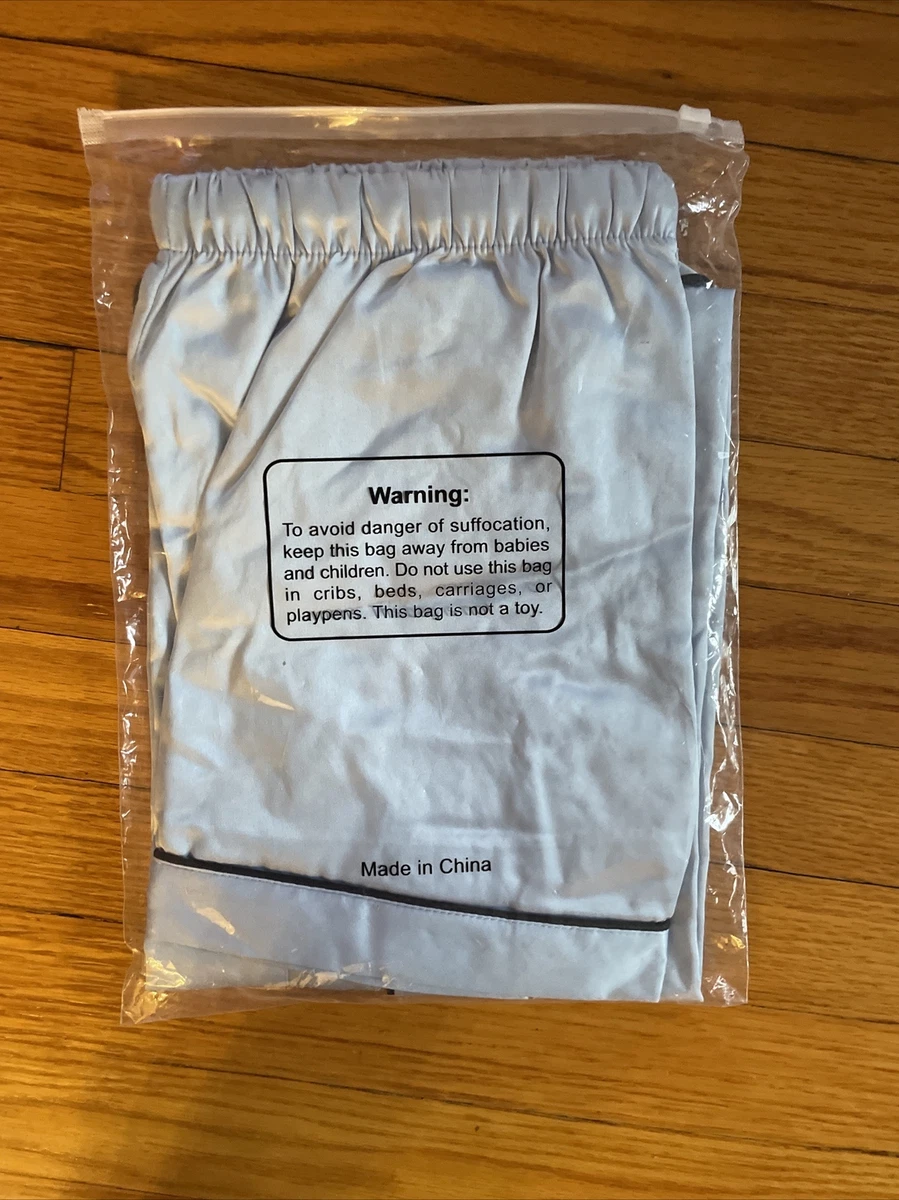 Warning:
To avoid danger of suffocation,
keep this bag away from babies
and children. Do not use this bag
in cribs, beds, carriages, or
playpens. This bag is not a toy.
Made in China